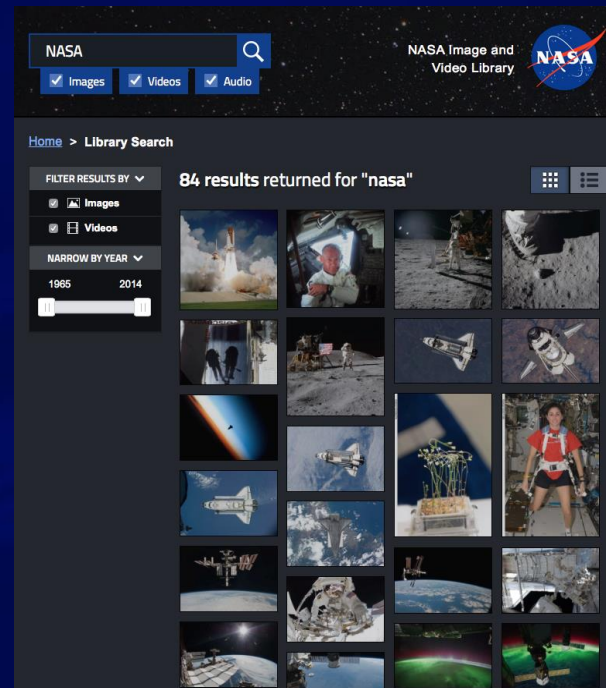 NASA
Images Videos Audio
NASA Image and
Video Library
NASA
Home > Library Search
FILTER RESULTS BY
Images
Videos
NARROW BY YEAR
1965 2014
84 results returned for "nasa"